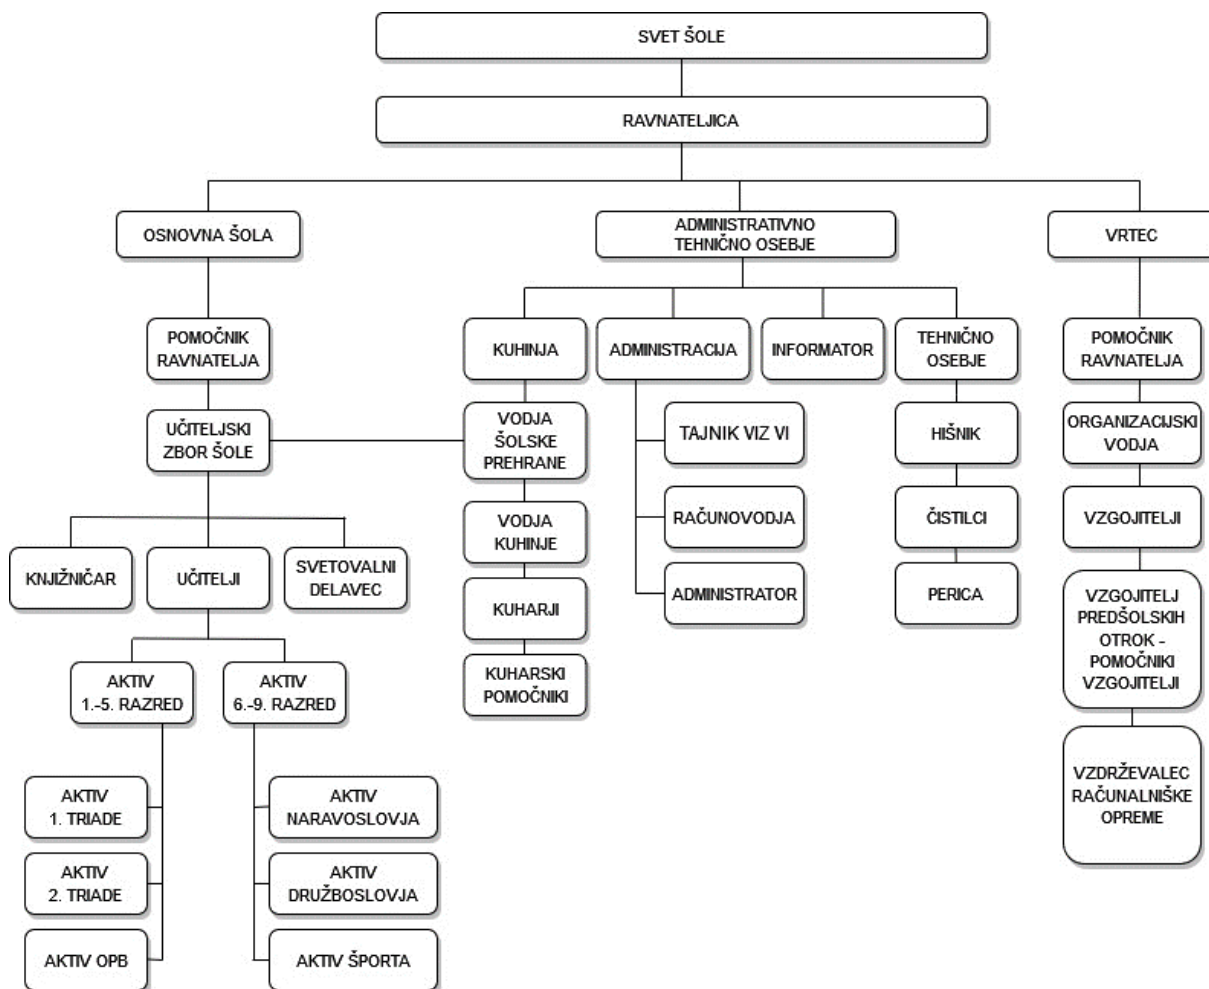 SVET ŠOLE
RAVNATELJICA
OSNOVNA ŠOLA
ADMINISTRATIVNO
TEHNIČNO OSEBJE
VRTEC
POMOČNIK
RAVNATELJA
KUHINJA
ADMINISTRACIJA
INFORMATOR
TEHNIČNO
OSEBJE
POMOČNIK
RAVNATELJA
UČITELJSKI
ZBOR ŠOLE
VODJA
ŠOLSKE
PREHRANE
TAJNIK VIZ VI
HIŠNIK
ORGANIZACIJSKI
VODJA
VODJA
KUHINJE
RAČUNOVODJA
ČISTILCI
VZGOJITELJI
KNJIŽNIČAR
UČITELJI
SVETOVALNI
DELAVEC
KUHARJI
ADMINISTRATOR
PERICA
VZGOJITELJ
PREDŠOLSKIH
OTROK -
POMOČNIKI
VZGOJITELJI
AKTIV
1.-5. RAZRED
AKTIV
6.-9. RAZRED
KUHARSKI
POMOČNIKI
VZDRŽEVALEC
RAČUNALNIŠKE
OPREME
AKTIV
1. TRIADE
AKTIV
NARAVOSLOVJA
AKTIV
2. TRIADE
AKTIV
DRUŽBOSLOVJA
AKTIV OPB
AKTIV ŠPORTA